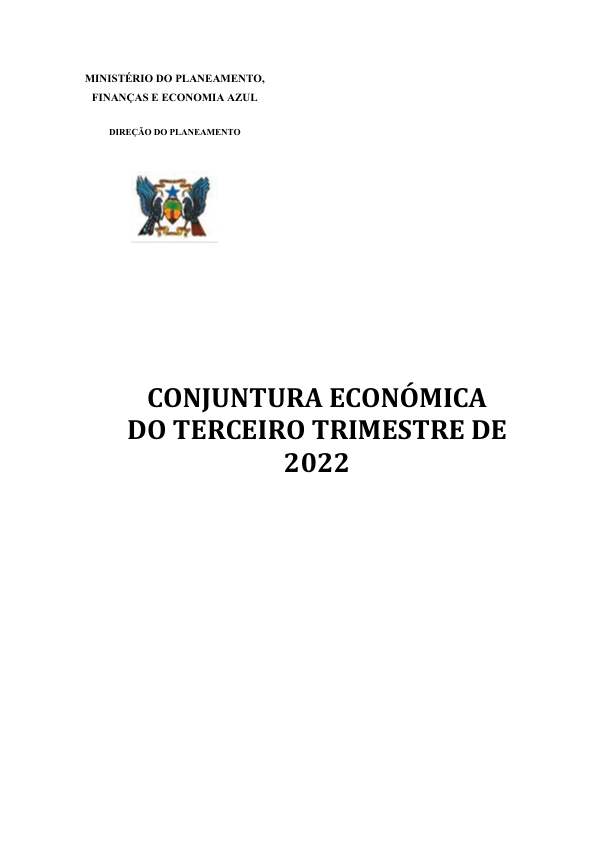 MINISTÉRIO DO PLANEAMENTO,
FINANÇAS E ECONOMIA AZUL
DIREÇÃO DO PLANEAMENTO
CONJUNTURA ECONÓMICA
DO TERCEIRO TRIMESTRE DE
2022